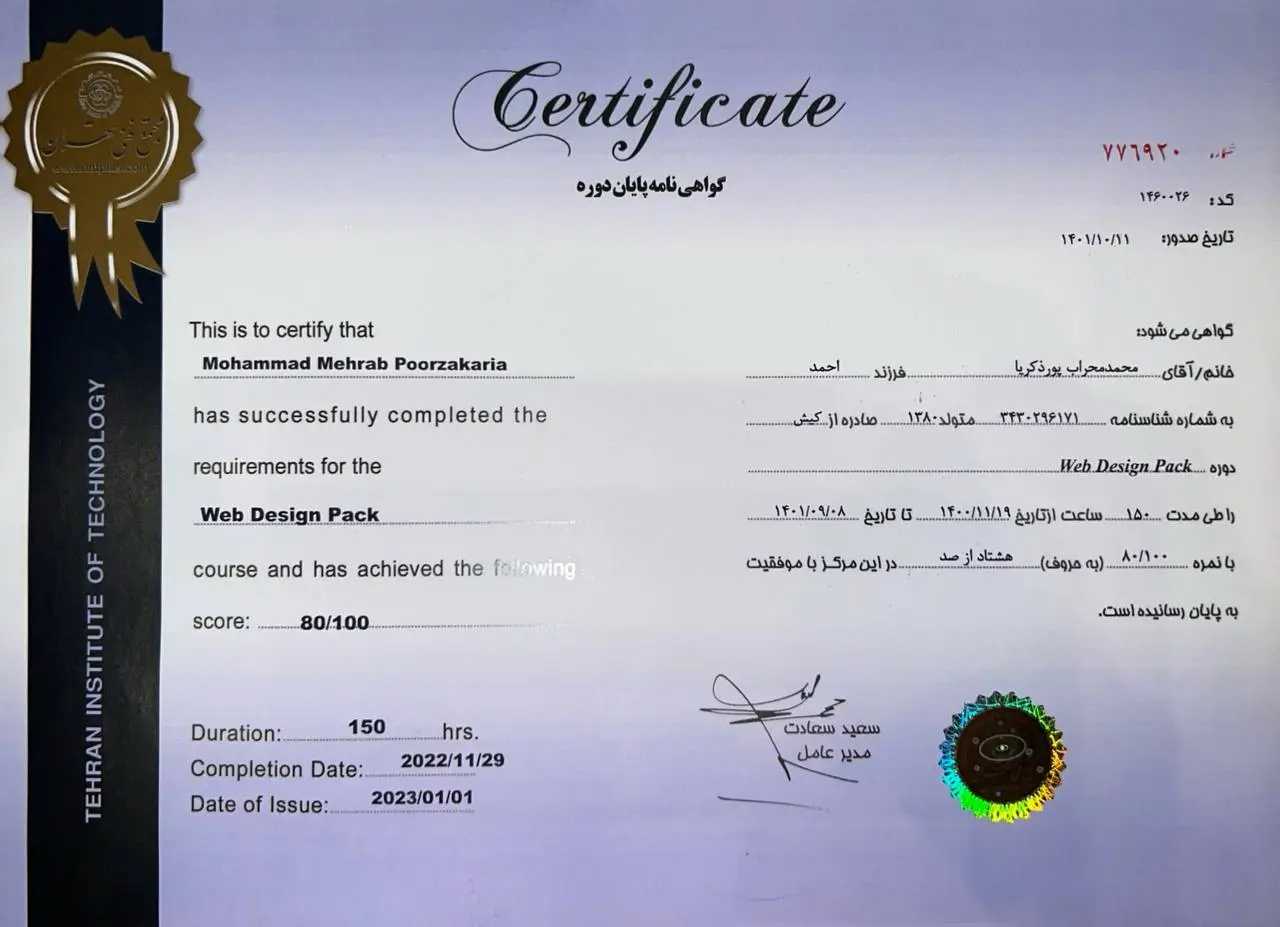 Certificate
گواهی نامه پایان دوره
شماره ۷۷۶۹۲۰
کد: ۱۴۶۰۰۲۶
تاریخ صدور: ۱۴۰۱/۱۰/۱۱
مجتمع فنی تهران
TEHRAN INSTITUTE OF TECHNOLOGY
This is to certify that
Mohammad Mehrab Poorzakaria
has successfully completed the
requirements for the
Web Design Pack
course and has achieved the following
score: 80/100
Duration: 150 hrs.
Completion Date: 2022/11/29
Date of Issue: 2023/01/01
گواهی می شود:
خانم/آقای محمدمحراب پورذکریا فرزند احمد
به شماره شناسنامه ۳۴۳۰۲۹۶۱۷۱ متولد ۱۳۸۰ صادره از کیش
دوره Web Design Pack
را طی مدت ۱۵۰ ساعت ازتاریخ ۱۴۰۰/۱۱/۱۹ تا تاریخ ۱۴۰۱/۰۹/۰۸
با نمره ۸۰/۱۰۰ (به حروف) هشتاد از صد در این مرکز با موفقیت
به پایان رسانیده است.
سعید سعادت
مدیر عامل